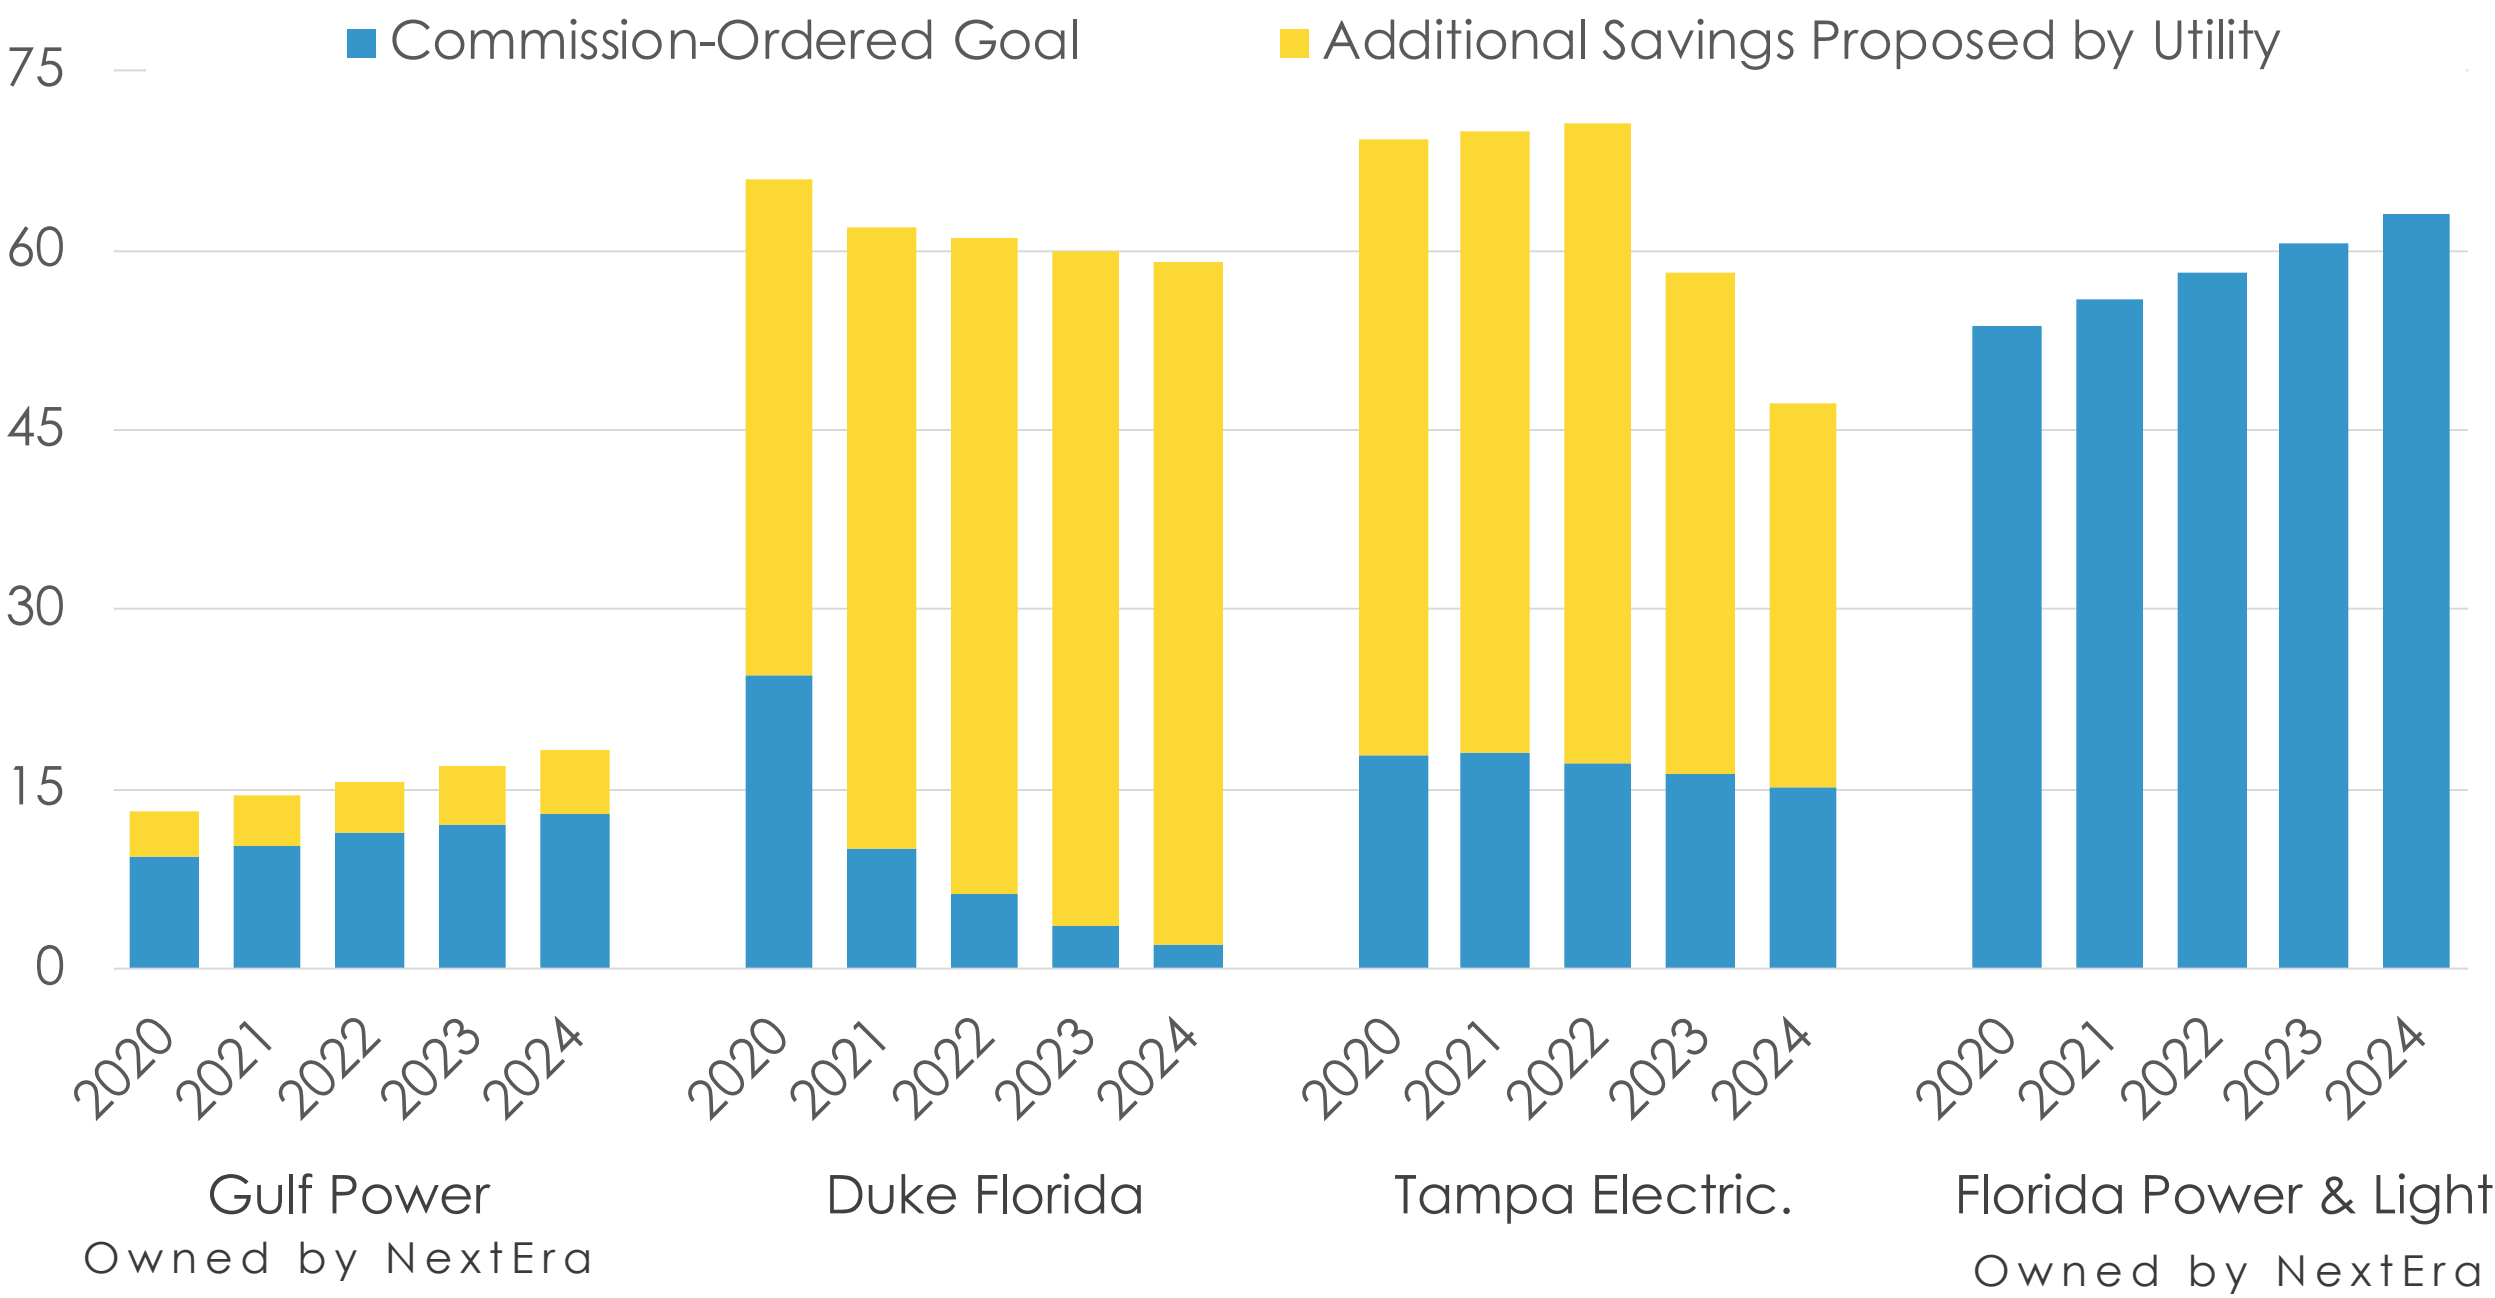 Commission-Ordered Goal
Additional Savings Proposed by Utility
75
60
45
30
15
0
2020 2021 2022 2023 2024 2020 2021 2022 2023 2024 2020 2021 2022 2023 2024 2020 2021 2022 2023 2024
Gulf Power Duke Florida Tampa Electric. Florida Power & Light
Owned by NextEra Owned by NextEra